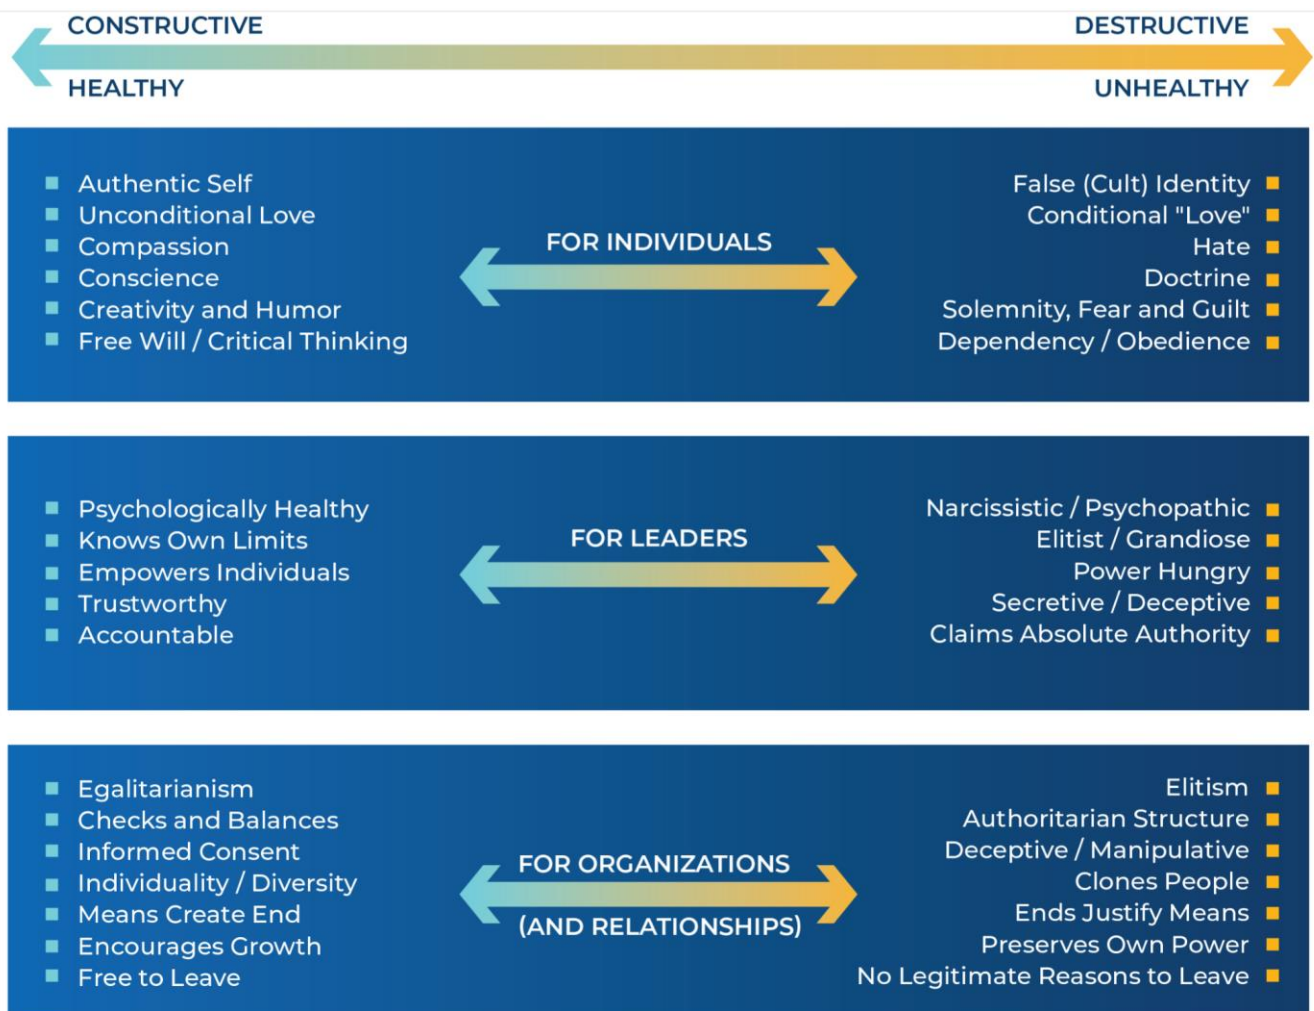 CONSTRUCTIVE
DESTRUCTIVE
HEALTHY
UNHEALTHY
Authentic Self
Unconditional Love
Compassion
Conscience
Creativity and Humor
Free Will / Critical Thinking
FOR INDIVIDUALS
False (Cult) Identity
Conditional "Love"
Hate
Doctrine
Solemnity, Fear and Guilt
Dependency / Obedience
Psychologically Healthy
Knows Own Limits
Empowers Individuals
Trustworthy
Accountable
FOR LEADERS
Narcissistic / Psychopathic
Elitist / Grandiose
Power Hungry
Secretive / Deceptive
Claims Absolute Authority
Egalitarianism
Checks and Balances
Informed Consent
Individuality / Diversity
Means Create End
Encourages Growth
Free to Leave
FOR ORGANIZATIONS
(AND RELATIONSHIPS)
Elitism
Authoritarian Structure
Deceptive / Manipulative
Clones People
Ends Justify Means
Preserves Own Power
No Legitimate Reasons to Leave